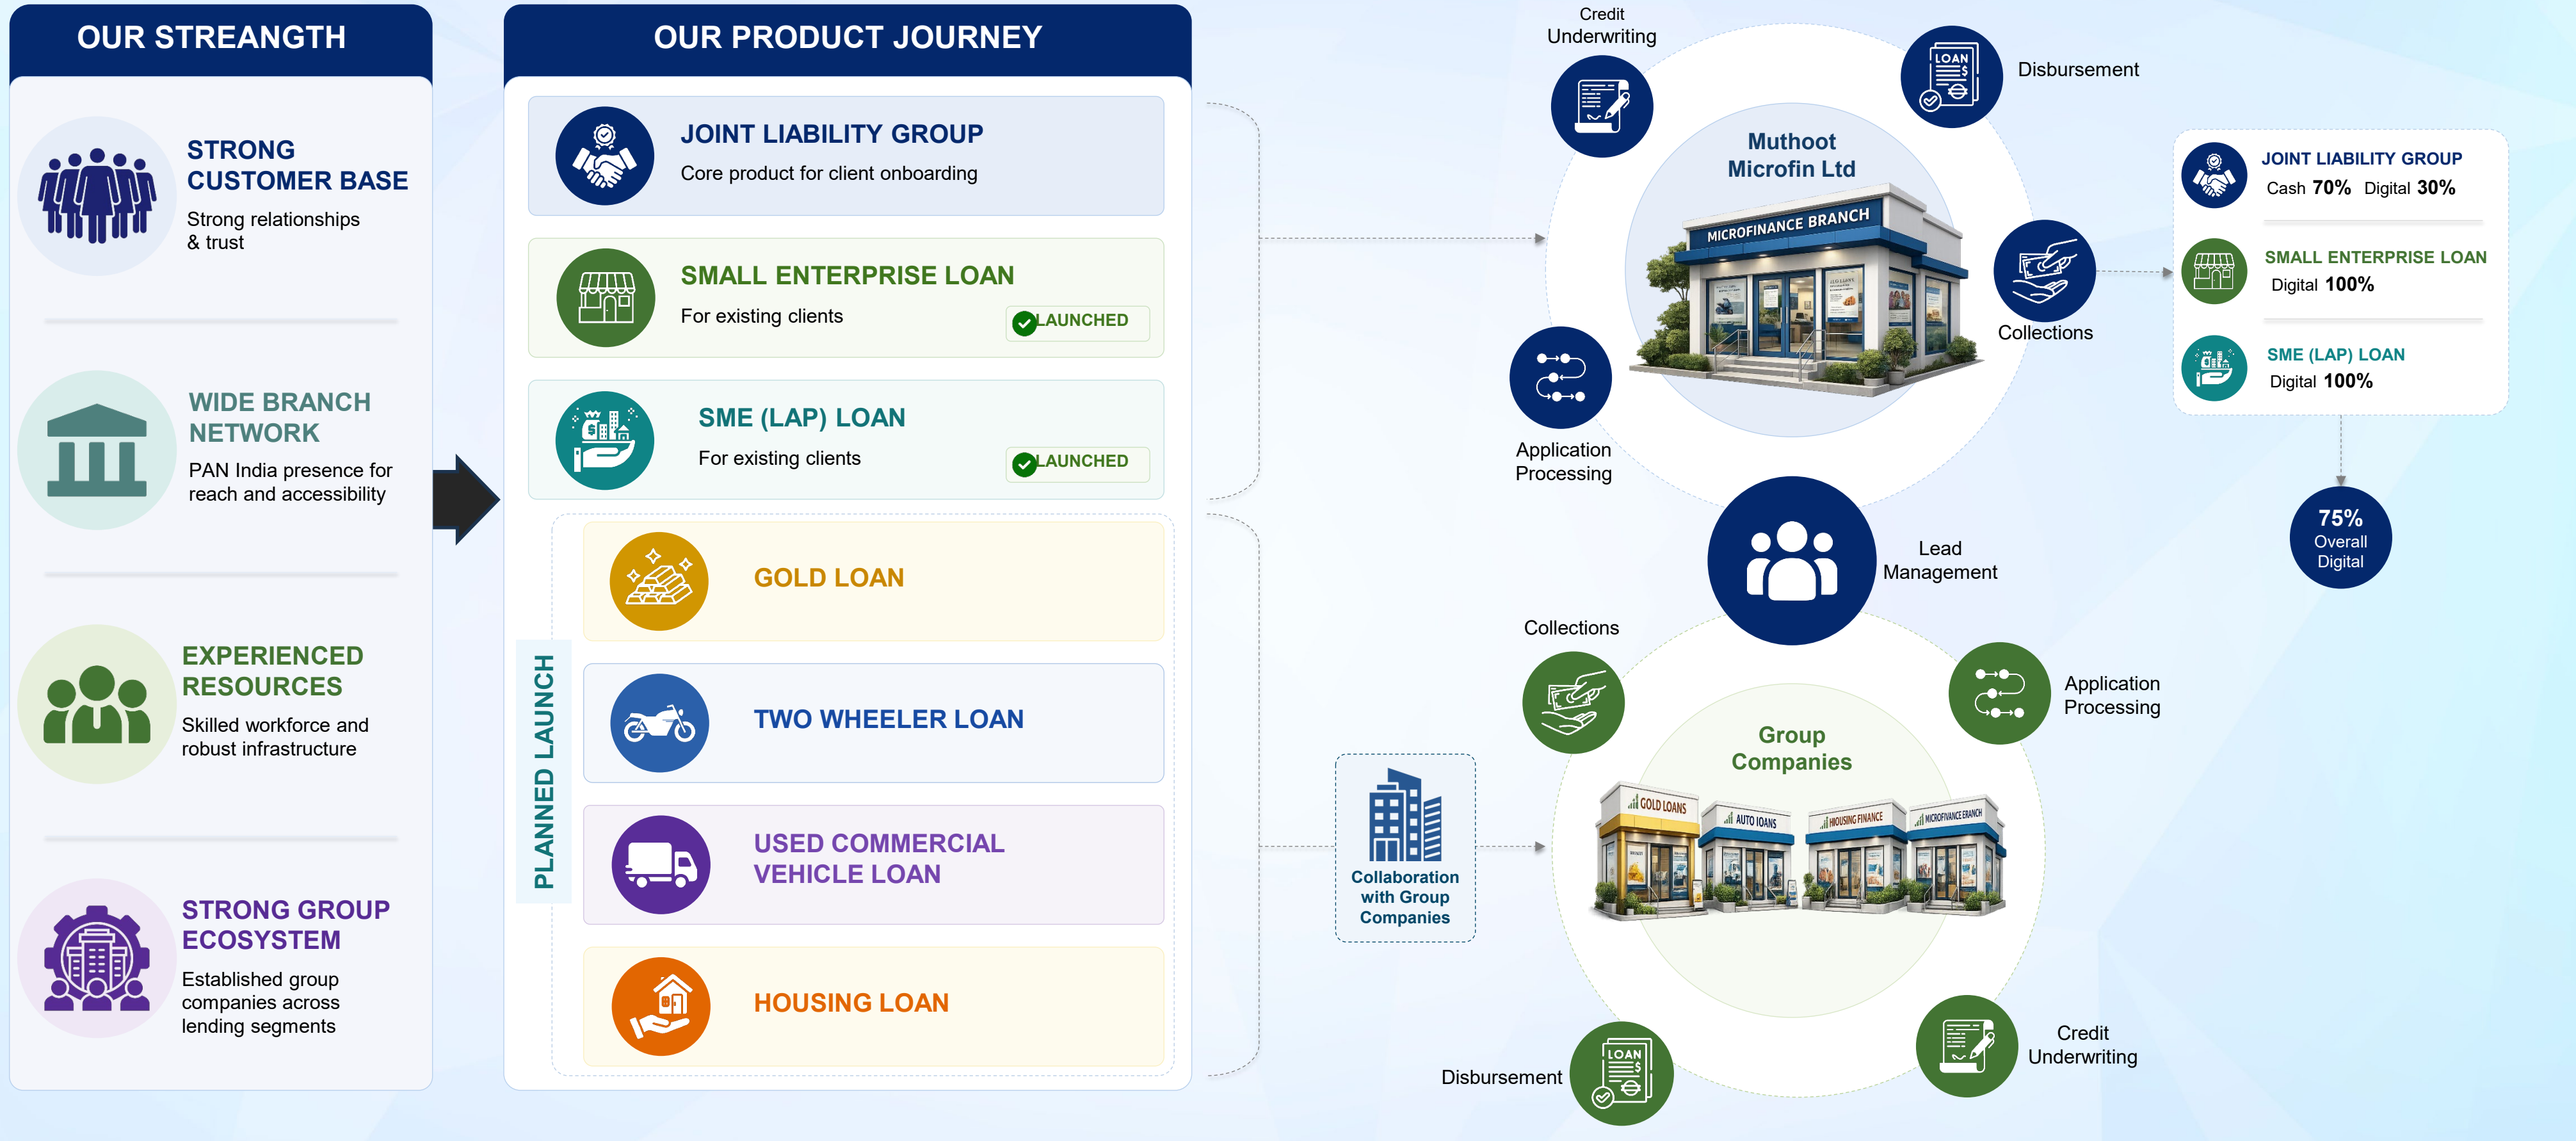 OUR STREANGTH
STRONG
CUSTOMER BASE
Strong relationships
& trust
WIDE BRANCH
NETWORK
PAN India presence for
reach and accessibility
EXPERIENCED
RESOURCES
Skilled workforce and
robust infrastructure
STRONG GROUP
ECOSYSTEM
Established group
companies across
lending segments
OUR PRODUCT JOURNEY
JOINT LIABILITY GROUP
Core product for client onboarding
SMALL ENTERPRISE LOAN
For existing clients
LAUNCHED
SME (LAP) LOAN
For existing clients
LAUNCHED
PLANNED LAUNCH
GOLD LOAN
TWO WHEELER LOAN
USED COMMERCIAL
VEHICLE LOAN
HOUSING LOAN
Credit
Underwriting
LOAN
$
Disbursement
Muthoot
Microfin Ltd
MICROFINANCE BRANCH
Collections
Application
Processing
JOINT LIABILITY GROUP
Cash 70% Digital 30%
SMALL ENTERPRISE LOAN
Digital 100%
SME (LAP) LOAN
Digital 100%
75%
Overall
Digital
Lead
Management
Collections
Application
Processing
Collaboration
with Group
Companies
Group
Companies
GOLD LOANS
AUTO IOANS
HIOUSING FINANCE
MICROFIVANCE ERANCH
Disbursement
LOAN
$
Credit
Underwriting